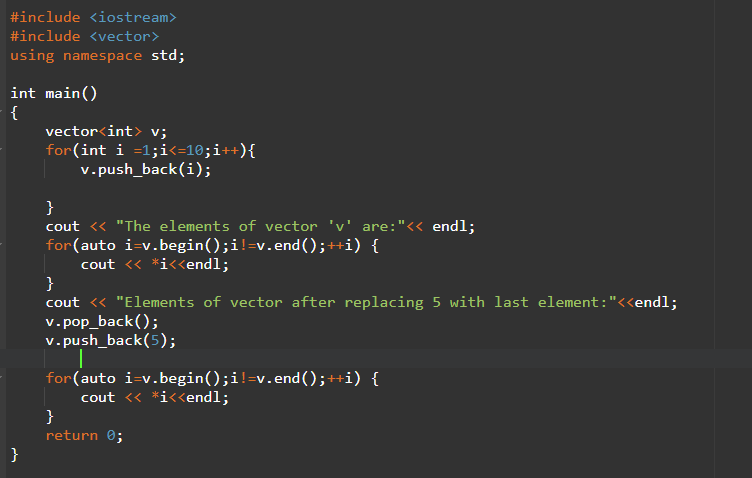 #include <iostream>
#include <vector>
using namespace std;
int main()
{
vector<int> v;
for(int i =1;i<=10;i++){
v.push_back(i);
}
cout << "The elements of vector 'v' are:"<< endl;
for(auto i=v.begin();i!=v.end();++i) {
cout << *i<<endl;
}
cout << "Elements of vector after replacing 5 with last element:"<<endl;
v.pop_back();
v.push_back(5);
for(auto i=v.begin();i!=v.end();++i) {
cout << *i<<endl;
}
return 0;
}